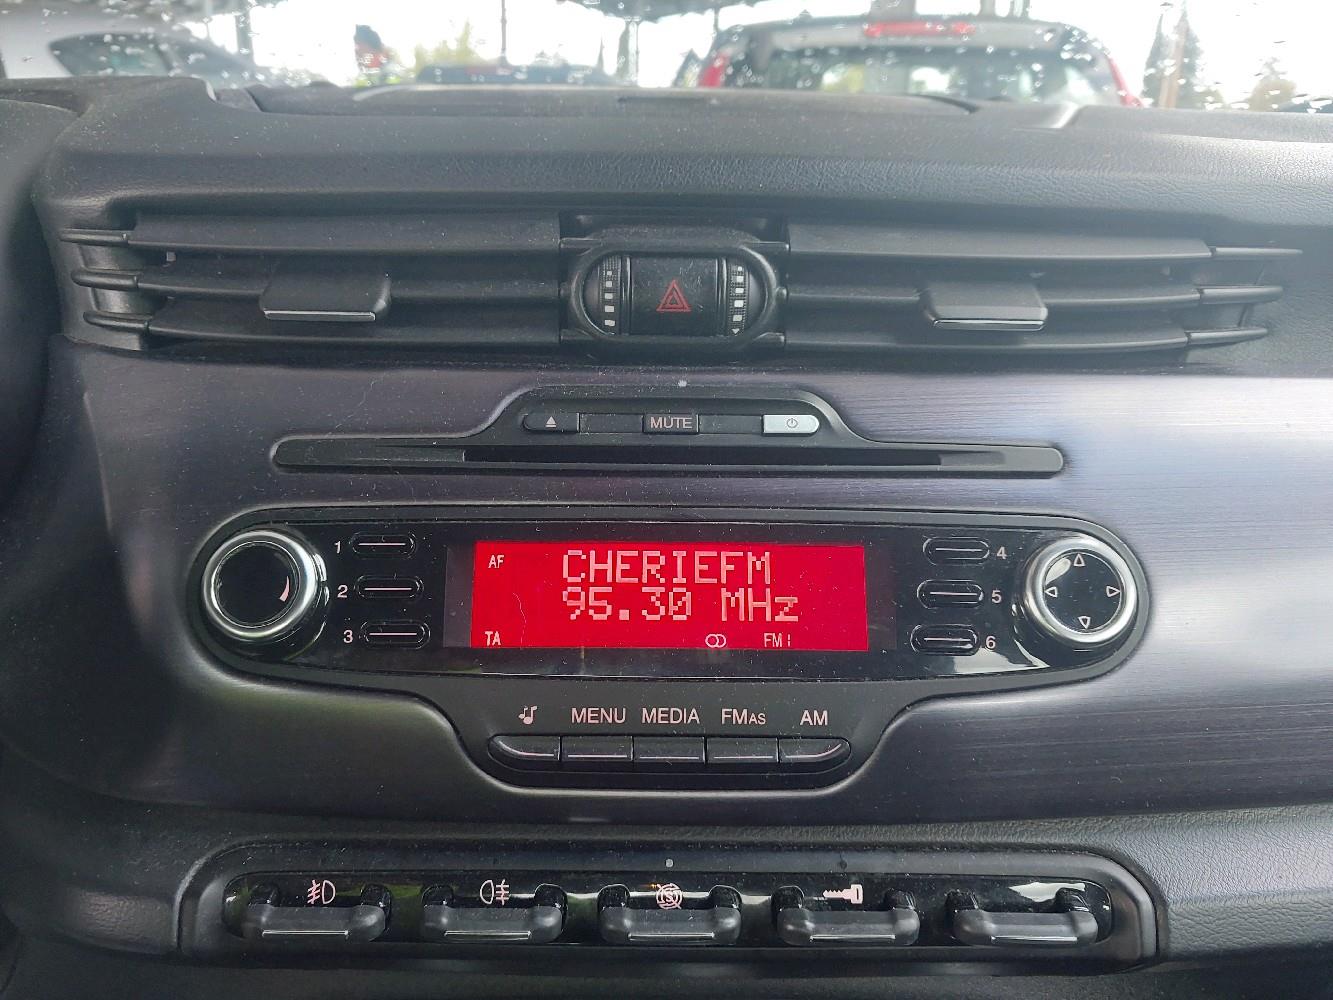 MUTE
1
2
3
AF
CHERIEFM
95.30 MHz
TA
FM1
4
5
6
MENU MEDIA FMAS AM